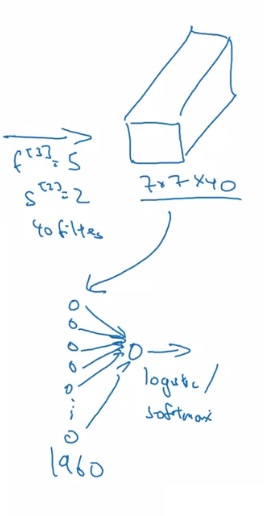 f^[3] = 5
s^[3] = 2
40 filters
7×7×40
logistic/
softmax
1960